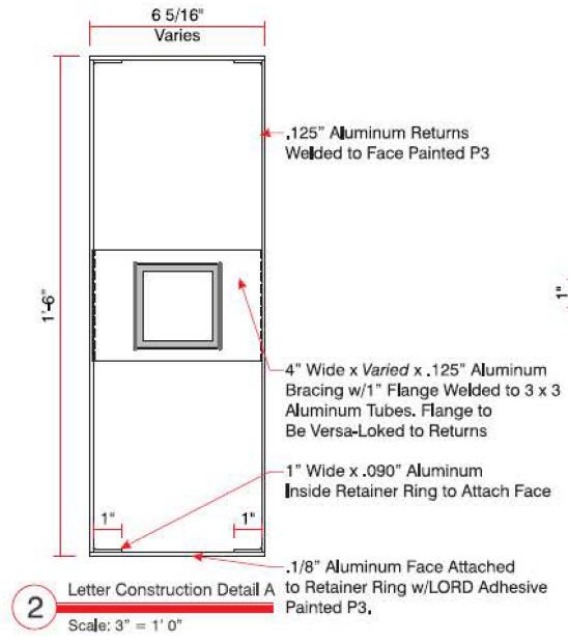 6 5/16"
Varies
.125" Aluminum Returns
Welded to Face Painted P3
1'-6"
1"
4" Wide x Varied x .125" Aluminum
Bracing w/1" Flange Welded to 3 x 3
Aluminum Tubes. Flange to
Be Versa-Loked to Returns
1" Wide x .090" Aluminum
Inside Retainer Ring to Attach Face
1"
1"
.1/8" Aluminum Face Attached
to Retainer Ring w/LORD Adhesive
Painted P3.
2
Letter Construction Detail A
Scale: 3" = 1' 0"